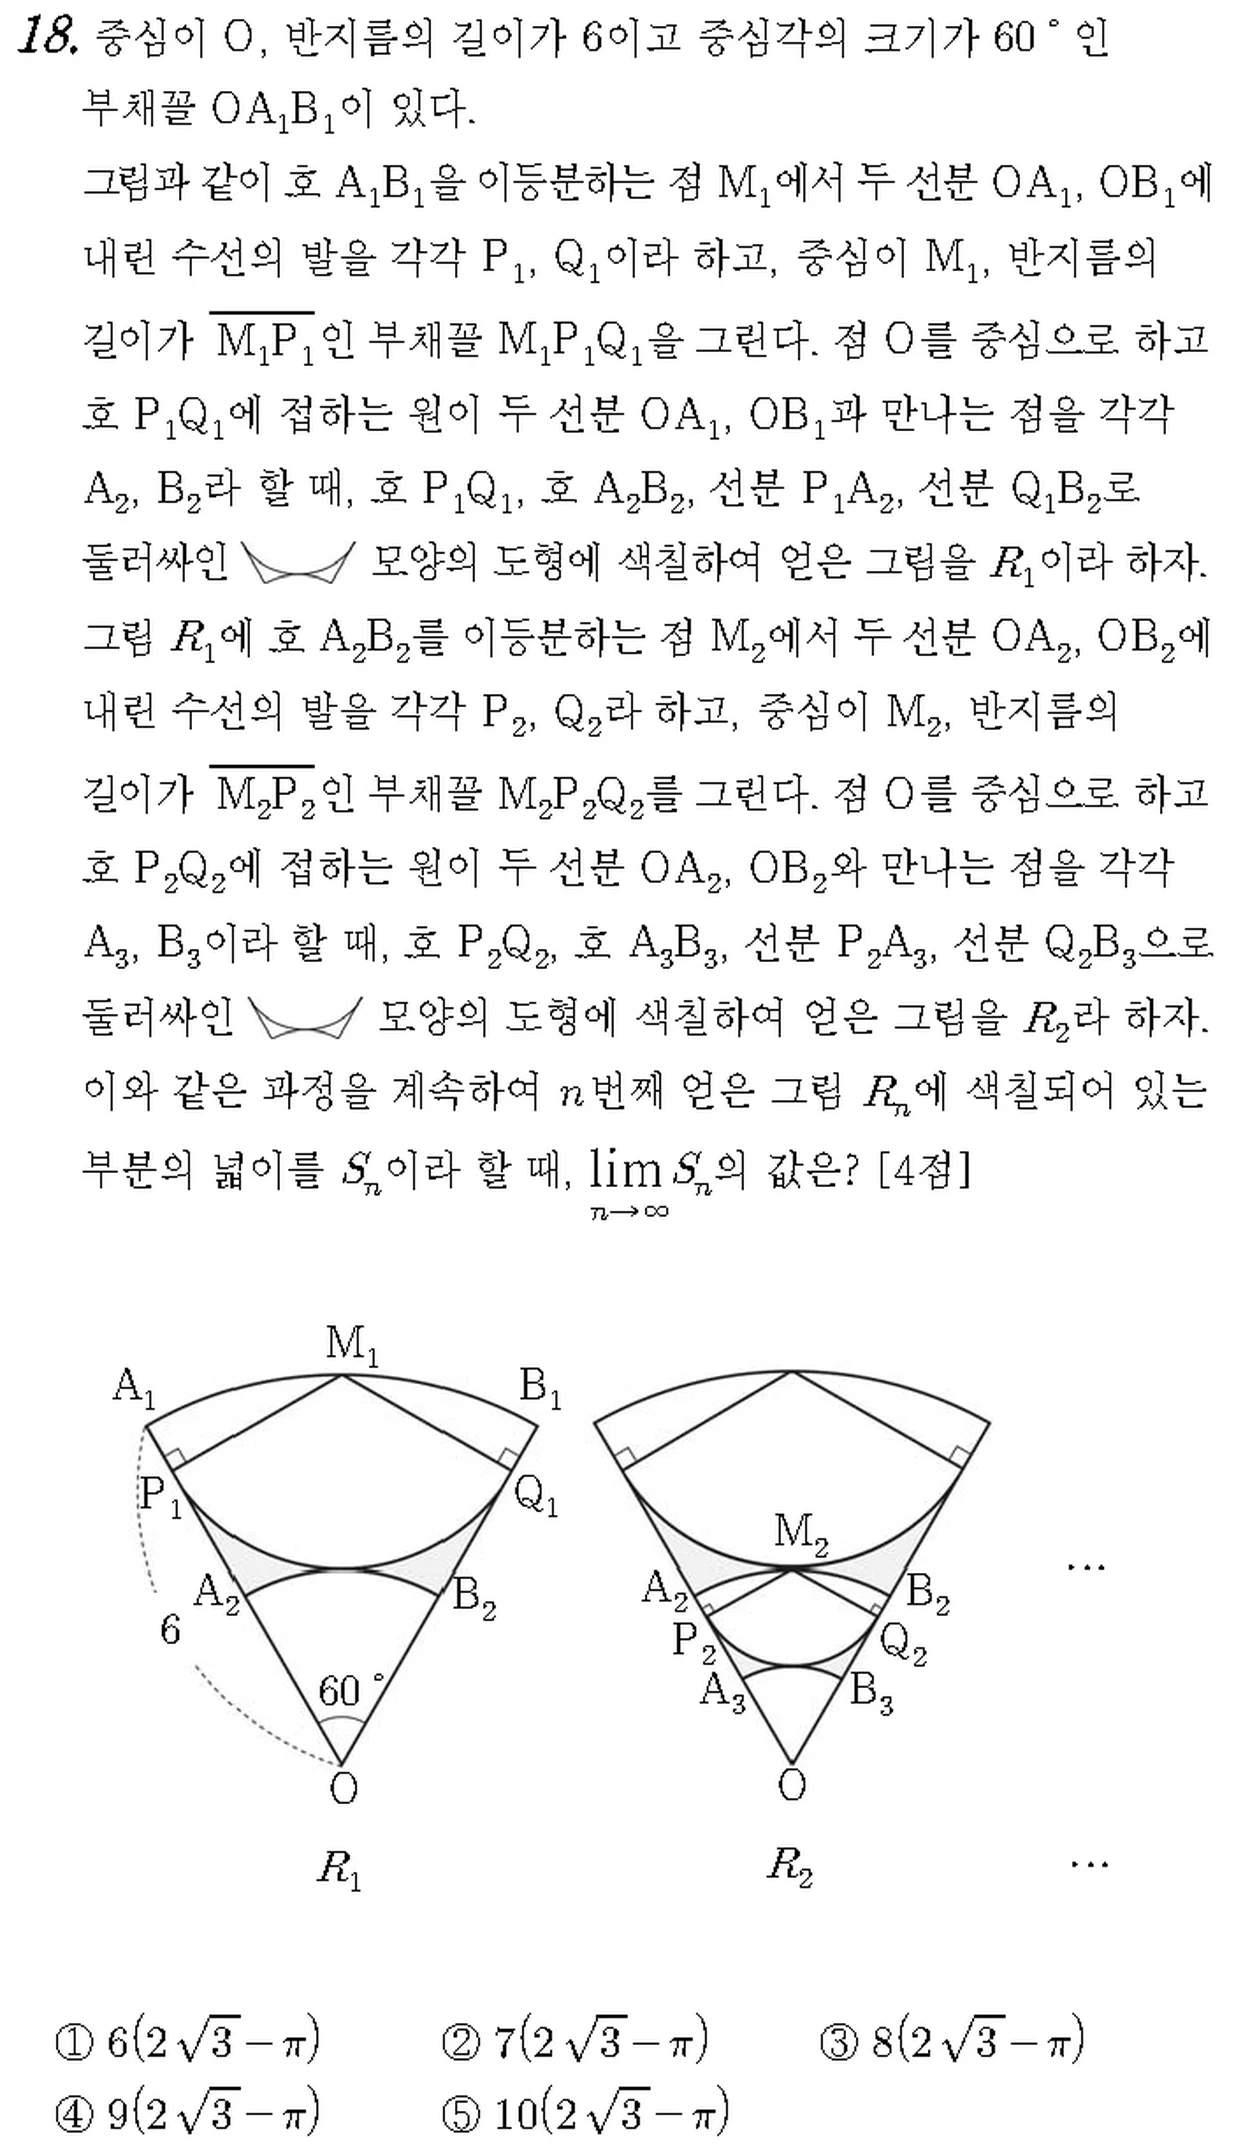 18. 중심이 O, 반지름의 길이가 6이고 중심각의 크기가 60°인
부채꼴 OA₁B₁이 있다.
그림과 같이 호 A₁B₁을 이등분하는 점 M₁에서 두 선분 OA₁, OB₁에
내린 수선의 발을 각각 P₁, Q₁이라 하고, 중심이 M₁, 반지름의
길이가 M₁P₁인 부채꼴 M₁P₁Q₁을 그린다. 점 O를 중심으로 하고
호 P₁Q₁에 접하는 원이 두 선분 OA₁, OB₁과 만나는 점을 각각
A₂, B₂라 할 때, 호 P₁Q₁, 호 A₂B₂, 선분 P₁A₂, 선분 Q₁B₂로
둘러싸인 모양의 도형에 색칠하여 얻은 그림을 R₁이라 하자.
그림 R₁에 호 A₂B₂를 이등분하는 점 M₂에서 두 선분 OA₂, OB₂에
내린 수선의 발을 각각 P₂, Q₂라 하고, 중심이 M₂, 반지름의
길이가 M₂P₂인 부채꼴 M₂P₂Q₂를 그린다. 점 O를 중심으로 하고
호 P₂Q₂에 접하는 원이 두 선분 OA₂, OB₂와 만나는 점을 각각
A₃, B₃이라 할 때, 호 P₂Q₂, 호 A₃B₃, 선분 P₂A₃, 선분 Q₂B₃으로
둘러싸인 모양의 도형에 색칠하여 얻은 그림을 R₂라 하자.
이와 같은 과정을 계속하여 n번째 얻은 그림 Rₙ에 색칠되어 있는
부분의 넓이를 Sₙ이라 할 때, lim Sₙ의 값은? [4점]
n→∞
M₁
A₁ B₁
P₁ Q₁
M₂
A₂ B₂ A₂ B₂ ⋯
6 P₂ Q₂
60° A₃ B₃
O O
R₁ R₂ ⋯
① 6(2√3−π) ② 7(2√3−π) ③ 8(2√3−π)
④ 9(2√3−π) ⑤ 10(2√3−π)